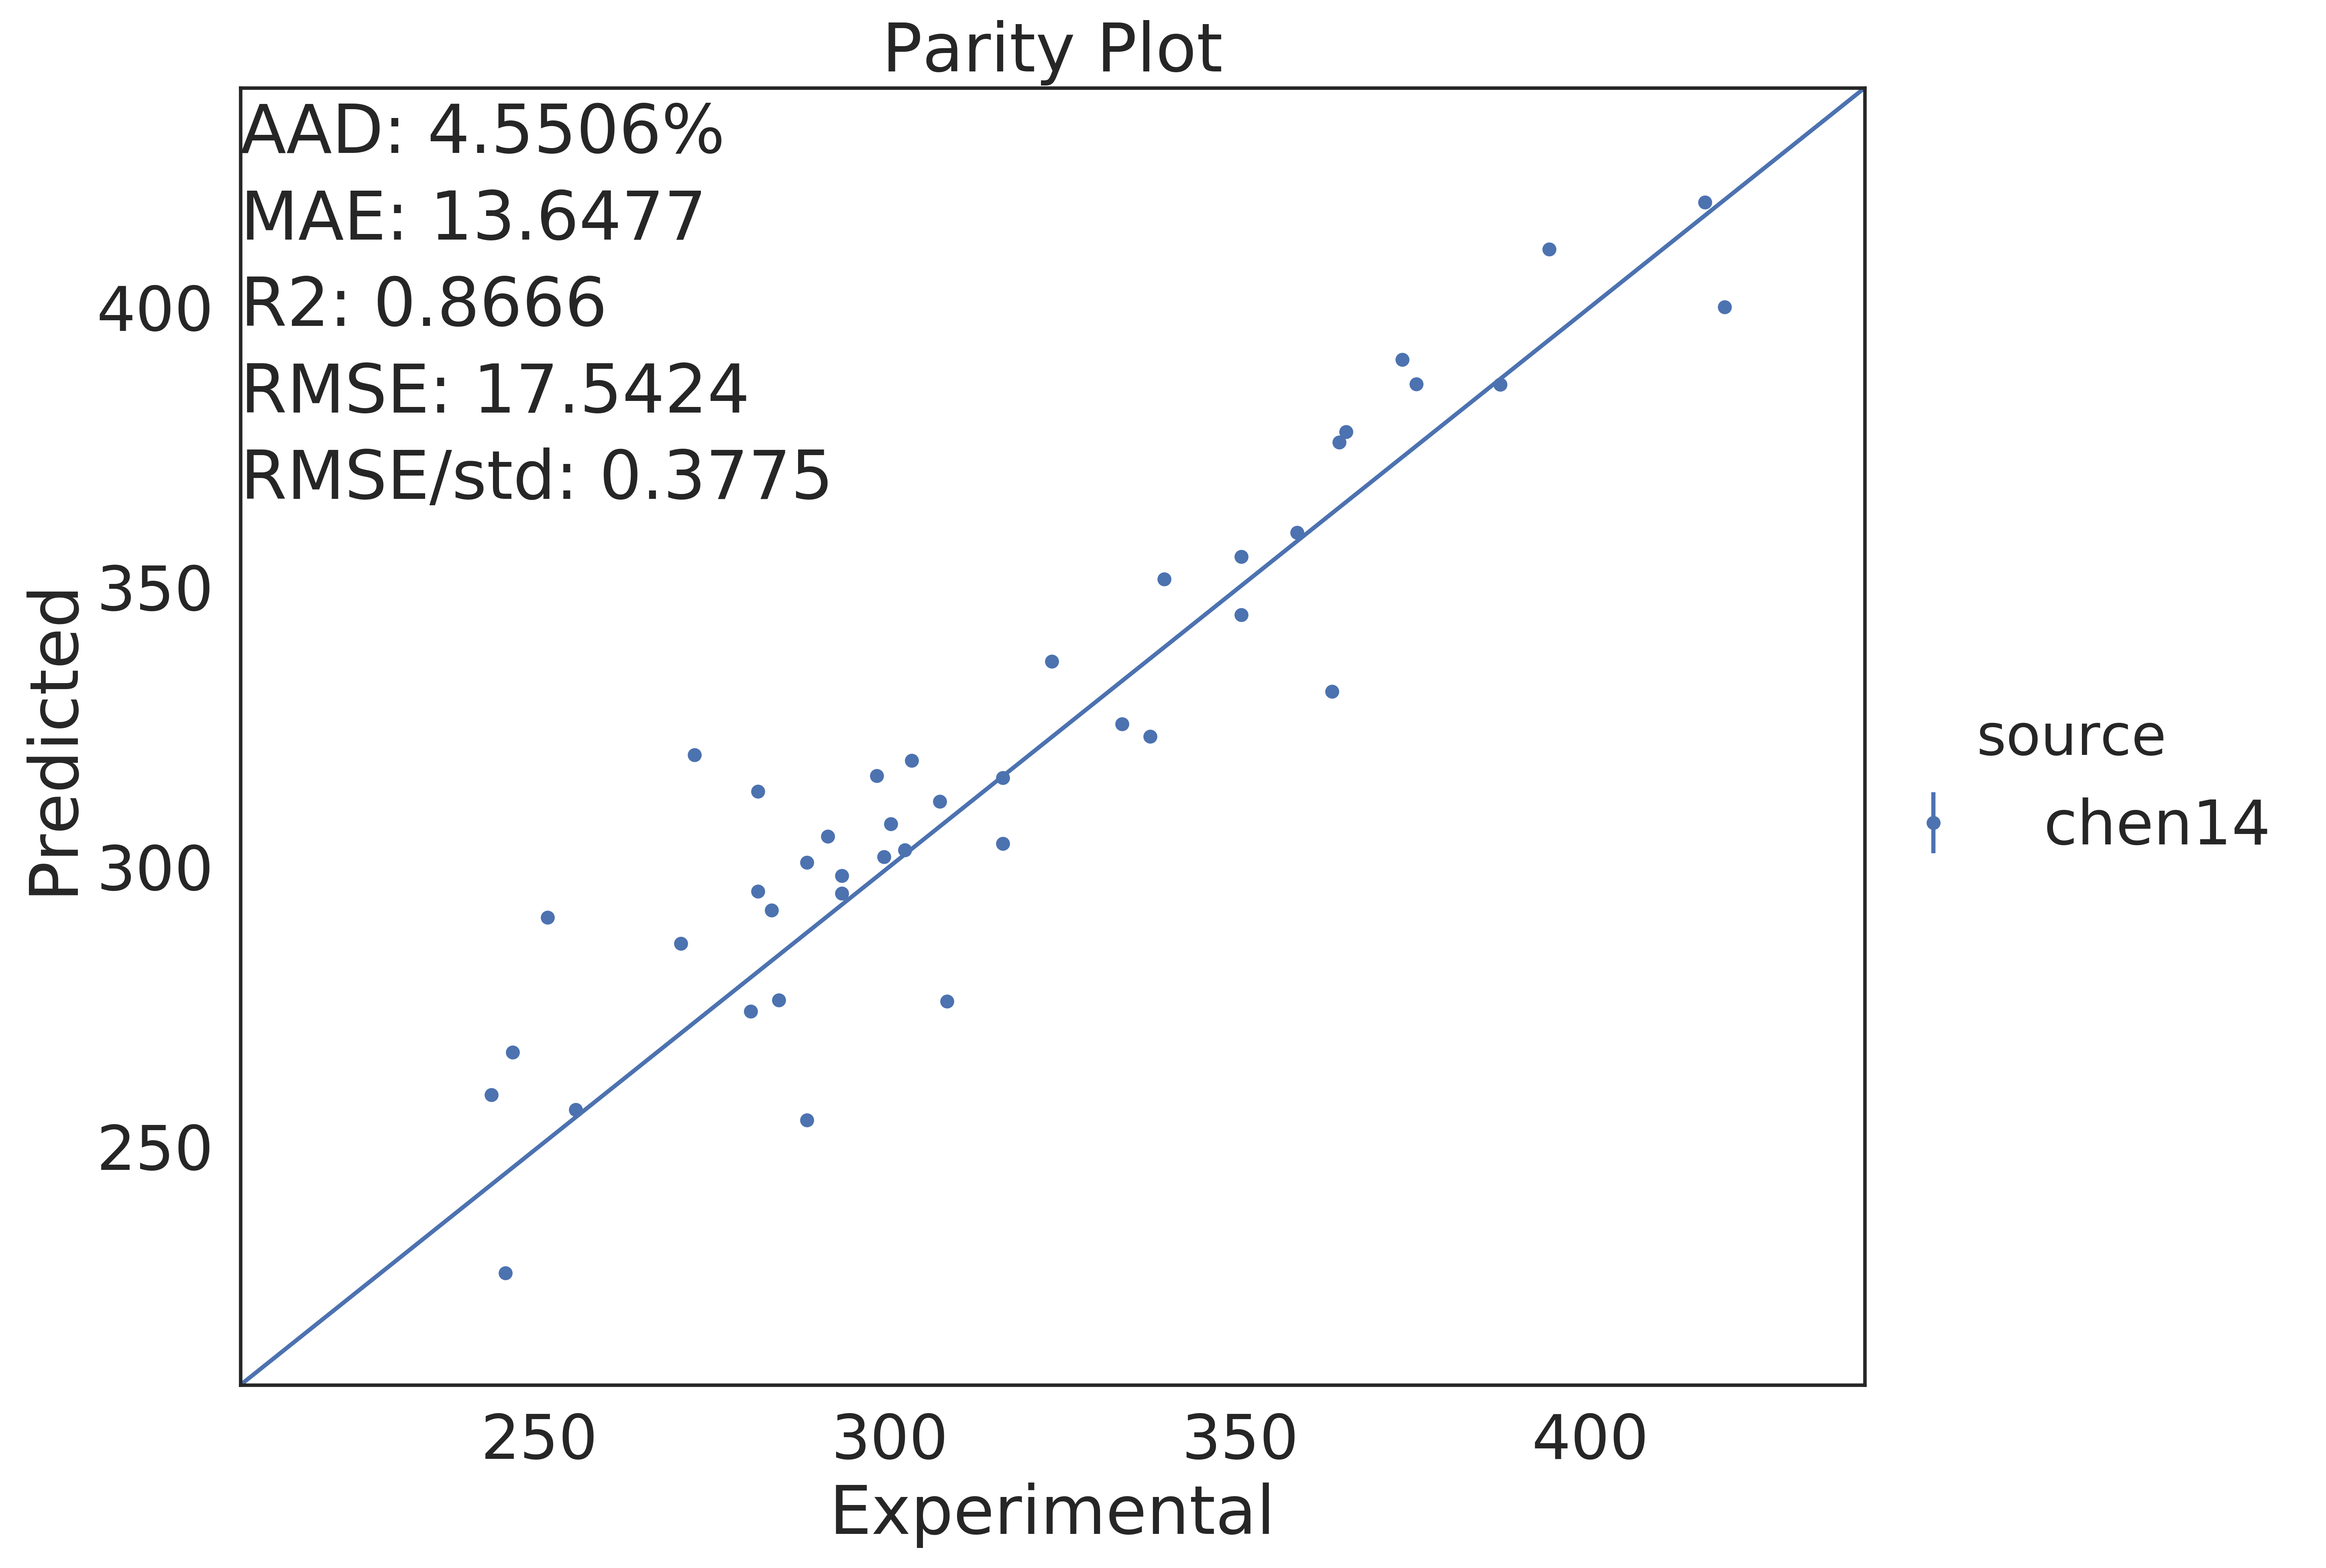 Parity Plot
AAD: 4.5506%
MAE: 13.6477
R2: 0.8666
RMSE: 17.5424
RMSE/std: 0.3775
400
350
300
250
Predicted
250 300 350 400
Experimental
source
chen14